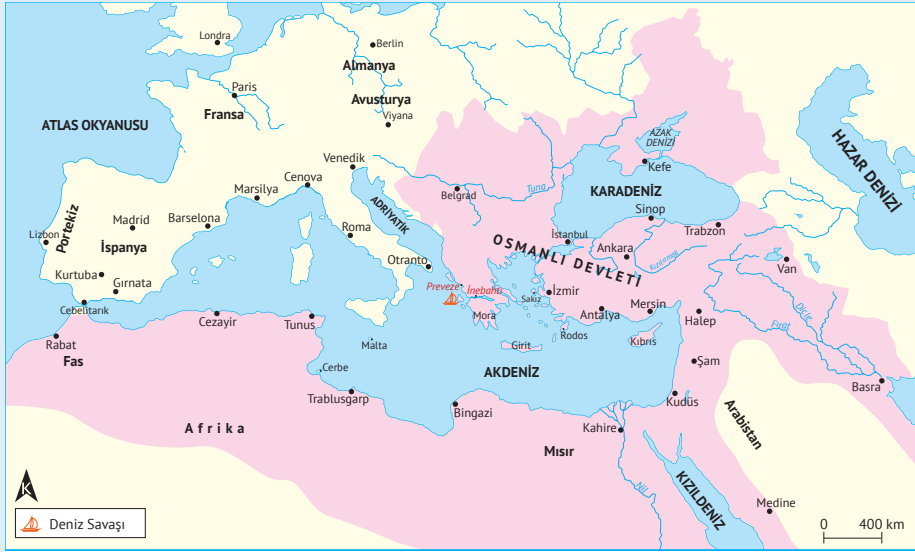 Londra
Berlin
Almanya
Paris
Fransa
Avusturya
Viyana
ATLAS OKYANUSU
Venedik
Cenova
Marsilya
ADRİYATİK
Belgrad
Tuna
AZAK
DENİZİ
Kefe
KARADENİZ
HAZAR DENİZİ
Portekiz
Lizbon
Madrid
İspanya
Barselona
Roma
Otranto
İstanbul
Sinop
Trabzon
OSMANLI DEVLETİ
Ankara
Kızılırmak
Van
Kurtuba
Gırnata
Cebelitarık
Preveze
İnebahtı
Sakız
İzmir
Mora
Antalya
Mersin
Halep
Dicle
Fırat
Rabat
Fas
Cezayir
Tunus
Malta
Girit
Rodos
Kıbrıs
Cerbe
AKDENİZ
Şam
Basra
Trablusgarp
Bingazi
Kudüs
Arabistan
Afrika
Kahire
Mısır
Nil
KIZILDENİZ
Medine
K
Deniz Savaşı
0 400 km